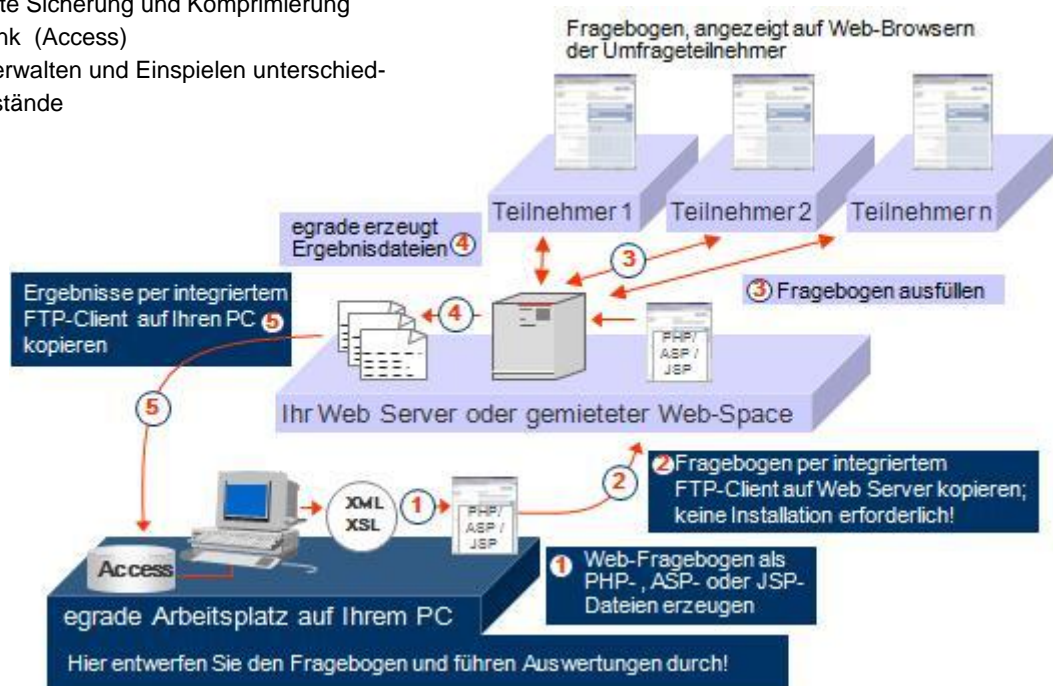 te Sicherung und Komprimierung
nk (Access)
erwalten und Einspielen unterschied-
stände
Fragebogen, angezeigt auf Web-Browsern
der Umfrageteilnehmer
Teilnehmer 1
Teilnehmer 2
Teilnehmer n
egrade erzeugt
Ergebnisdateien 4
3
3 Fragebogen ausfüllen
Ergebnisse per integriertem
FTP-Client auf Ihren PC 5
kopieren
4
PHP/
ASP /
JSP
5
Ihr Web Server oder gemieteter Web-Space
2
2 Fragebogen per integriertem
FTP-Client auf Web Server kopieren;
keine Installation erforderlich!
XML
XSL
1
PHP/
ASP /
JSP
Access
1 Web-Fragebogen als
PHP-, ASP- oder JSP-
Dateien erzeugen
egrade Arbeitsplatz auf Ihrem PC
Hier entwerfen Sie den Fragebogen und führen Auswertungen durch!